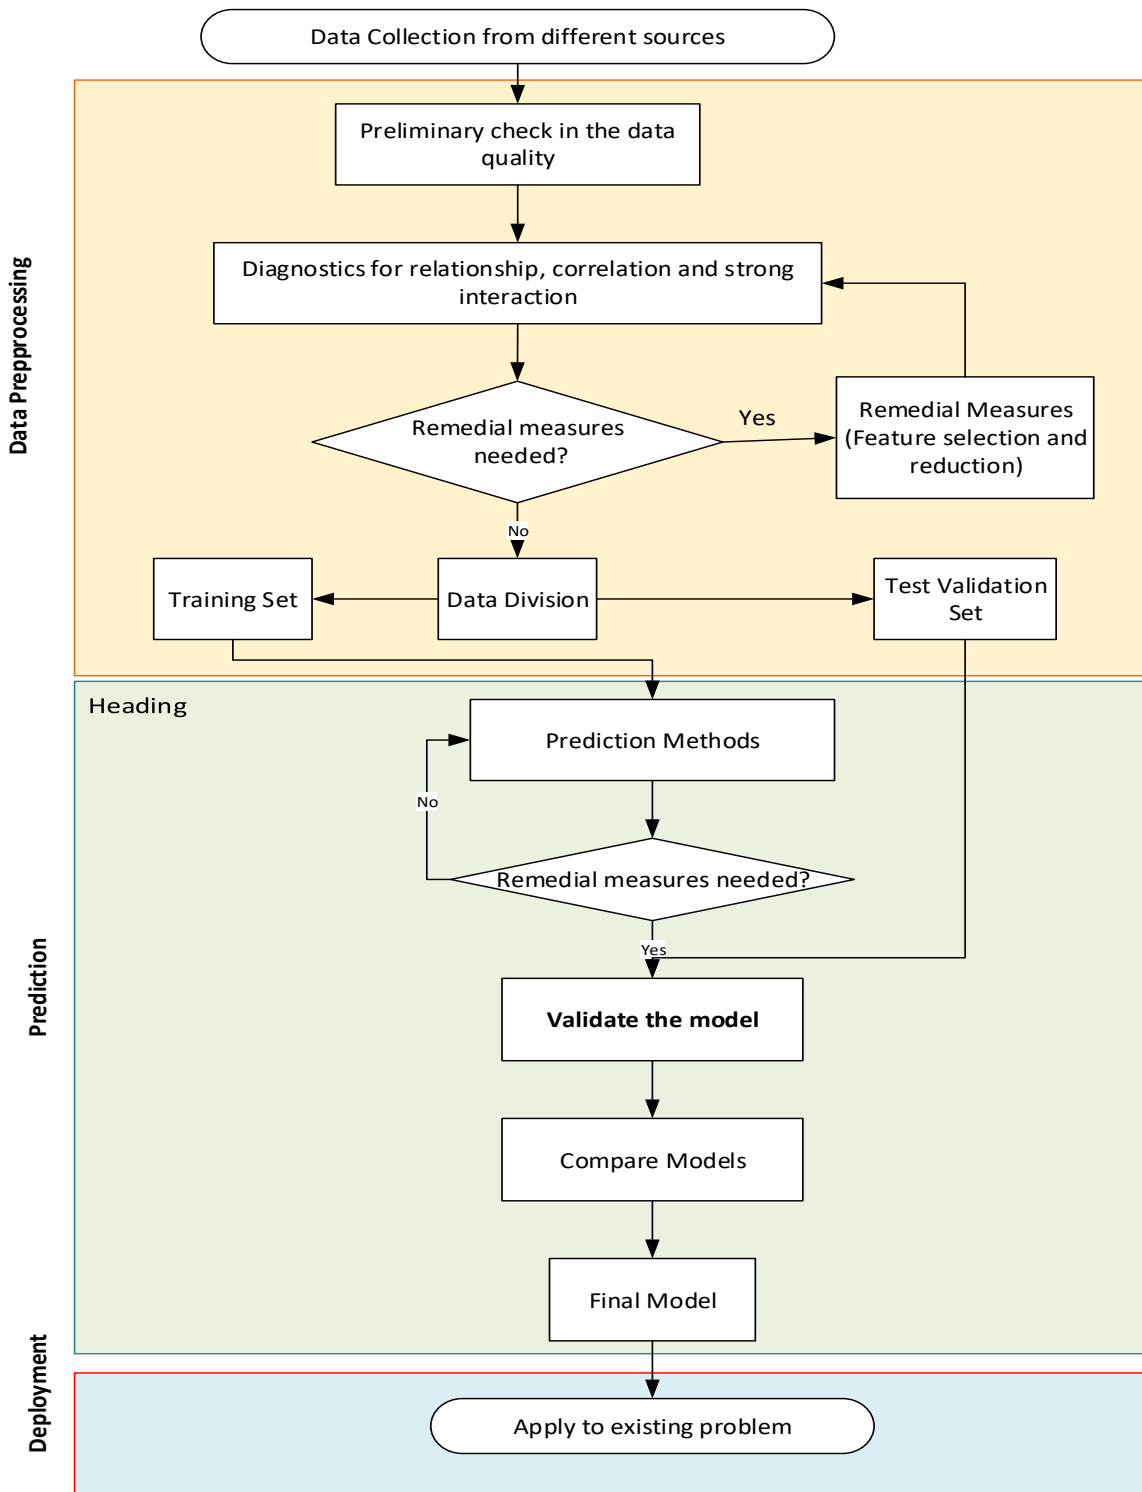 Data Collection from different sources
Preliminary check in the data
quality
Diagnostics for relationship, correlation and strong
interaction
Data Prepprocessing
Remedial measures
needed?
Yes
Remedial Measures
(Feature selection and
reduction)
No
Training Set
Data Division
Test Validation
Set
Heading
Prediction Methods
No
Remedial measures needed?
Yes
Prediction
Validate the model
Compare Models
Final Model
Deployment
Apply to existing problem